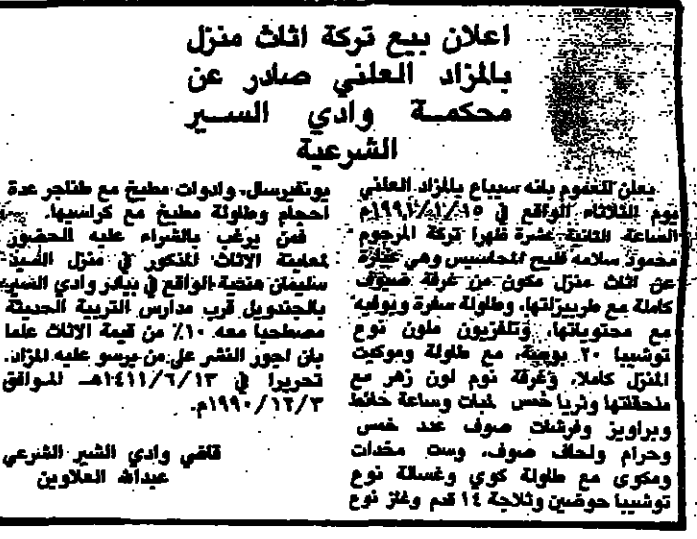 اعلان بيع تركة اثاث منزل
بالمزاد العلني صادر عن
محكمة وادي السير
الشرعية
يعلن للعموم بانه سيباع بالمزاد العلني
يوم الثلاثاء الواقع في ١٩٩١/١/١٥م
الساعة الثانية عشرة ظهرا تركة المرحوم
محمود سلامه فليح المحاسيس وهي عبارة
عن اثاث منزل مكون من غرفة ضيوف
كاملة مع طربيزاتها، وطاولة سفرة وبوفيه
مع محتوياتها، وتلفزيون ملون نوع
توشيبا ٢٠ بوصة، مع طاولة وموكيت
المنزل كاملا، وغرفة نوم لون زهر مع
ملحقتها وثريا خمس لمبات وساعة حائط
وبراويز وفرشات صوف عدد خمس
وحرام ولحاف صوف، وست مخدات
ومكوى مع طاولة كوي وغسالة نوع
توشيبا حوضين وثلاجة ١٤ قدم وغاز نوع
يونيفيرسال، وادوات مطبخ مع طناجر عدة
احجام وطاولة مطبخ مع كراسيها.
فمن يرغب بالشراء عليه الحضور
لمعاينة الاثاث المذكور في منزل السيد
سليمان الواقع في بيادر وادي السير
بالجندويل قرب مدارس التربية الحديثة
مصطحبا معه ١٠٪ من قيمة الاثاث علما
بان اجور النشر على من يرسو عليه المزاد.
تحريرا في ١٤١١/٦/١٣هـ الموافق
١٩٩٠/١٢/٣م.
قاضي وادي السير الشرعي
عبدالله العلاوين